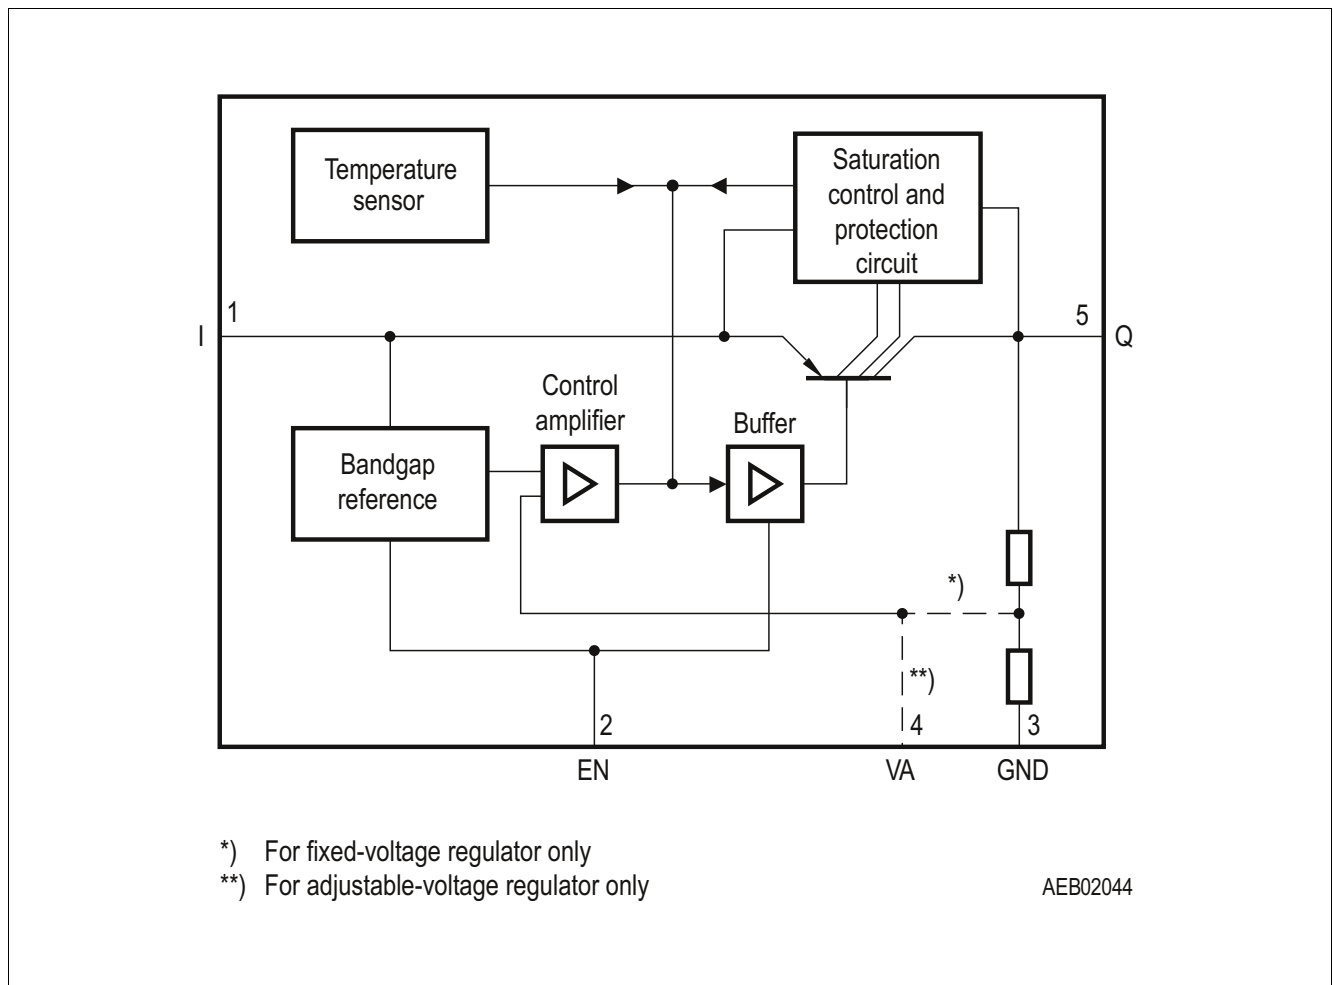 Temperature
sensor
Saturation
control and
protection
circuit
1
I
5
Q
Control
amplifier
Buffer
Bandgap
reference
*)
**)
2
4
3
EN
VA
GND
*) For fixed-voltage regulator only
**) For adjustable-voltage regulator only
AEB02044